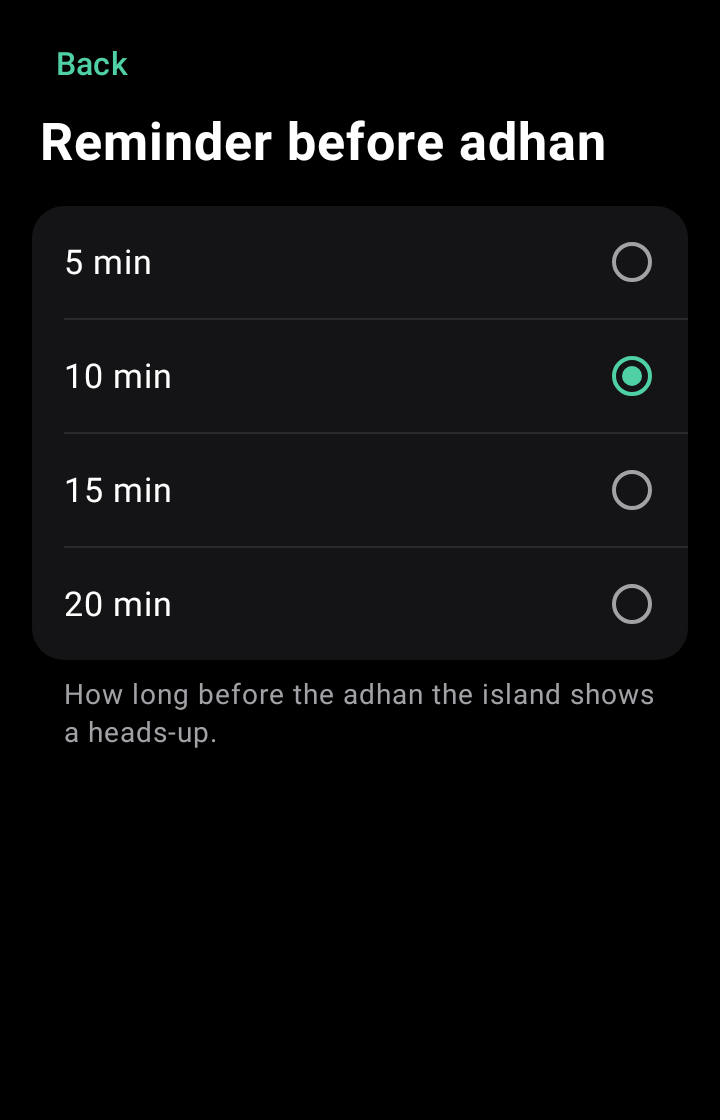 Back
Reminder before adhan
5 min
10 min
15 min
20 min
How long before the adhan the island shows
a heads-up.